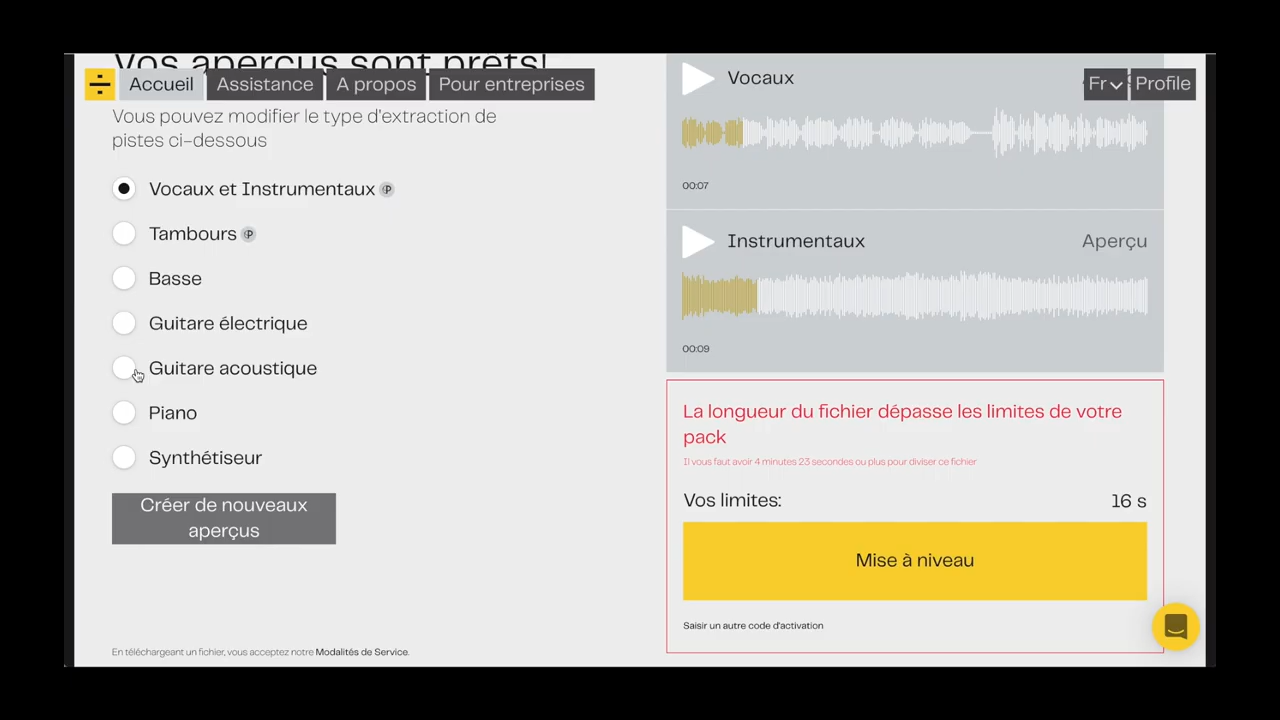 Vos aperçus sont prêts!
Accueil
Assistance
A propos
Pour entreprises
Fr
Profile
Vous pouvez modifier le type d'extraction de
pistes ci-dessous
Vocaux et Instrumentaux
Tambours
Basse
Guitare électrique
Guitare acoustique
Piano
Synthétiseur
Créer de nouveaux
aperçus
En téléchargeant un fichier, vous acceptez notre Modalités de Service.
Vocaux
00:07
Instrumentaux
Aperçu
00:09
La longueur du fichier dépasse les limites de votre
pack
Il vous faut avoir 4 minutes 23 secondes ou plus pour diviser ce fichier
Vos limites:
16 s
Mise à niveau
Saisir un autre code d'activation